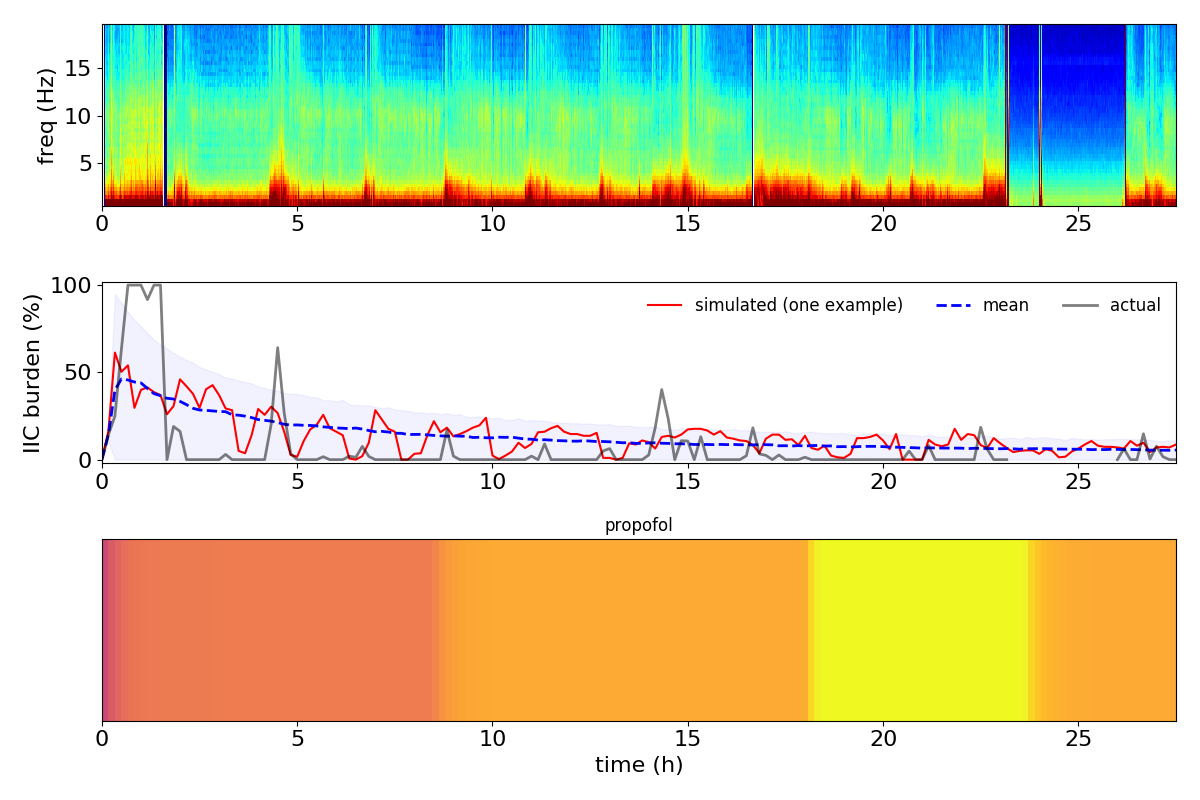 freq (Hz)
15
10
5
0 5 10 15 20 25
IIC burden (%)
100
50
0
simulated (one example) mean actual
0 5 10 15 20 25
propofol
0 5 10 15 20 25
time (h)